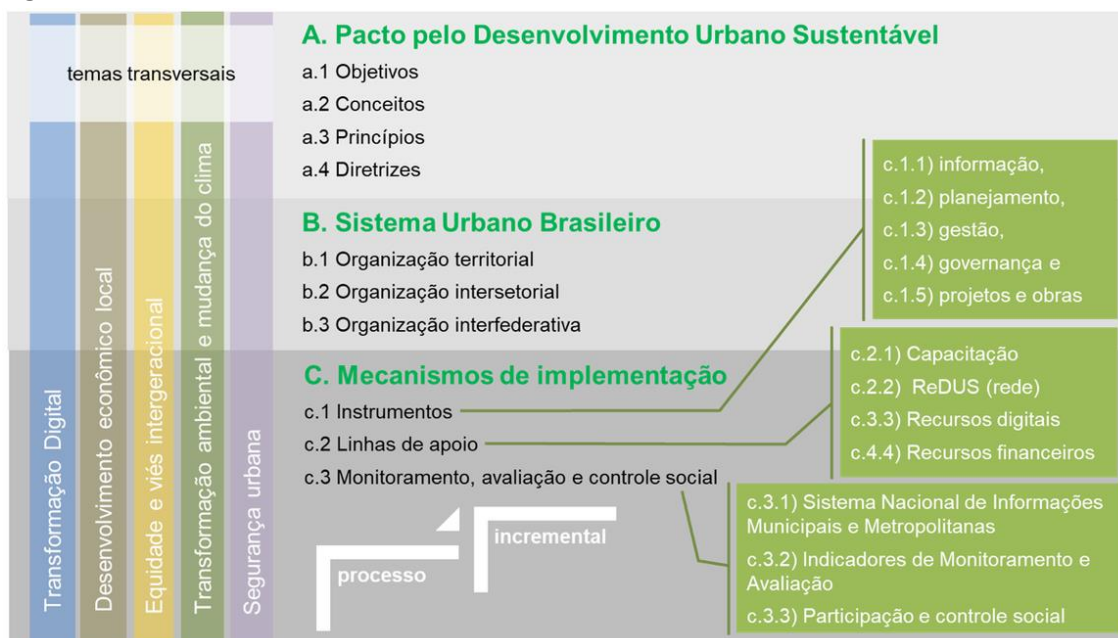 temas transversais
Transformação Digital
Desenvolvimento econômico local
Equidade e viés intergeracional
Transformação ambiental e mudança do clima
Segurança urbana
A. Pacto pelo Desenvolvimento Urbano Sustentável
a.1 Objetivos
a.2 Conceitos
a.3 Princípios
a.4 Diretrizes
B. Sistema Urbano Brasileiro
b.1 Organização territorial
b.2 Organização intersetorial
b.3 Organização interfederativa
C. Mecanismos de implementação
c.1 Instrumentos
c.2 Linhas de apoio
c.3 Monitoramento, avaliação e controle social
processo
incremental
c.1.1) informação,
c.1.2) planejamento,
c.1.3) gestão,
c.1.4) governança e
c.1.5) projetos e obras
c.2.1) Capacitação
c.2.2) ReDUS (rede)
c.3.3) Recursos digitais
c.4.4) Recursos financeiros
c.3.1) Sistema Nacional de Informações
Municipais e Metropolitanas
c.3.2) Indicadores de Monitoramento e
Avaliação
c.3.3) Participação e controle social